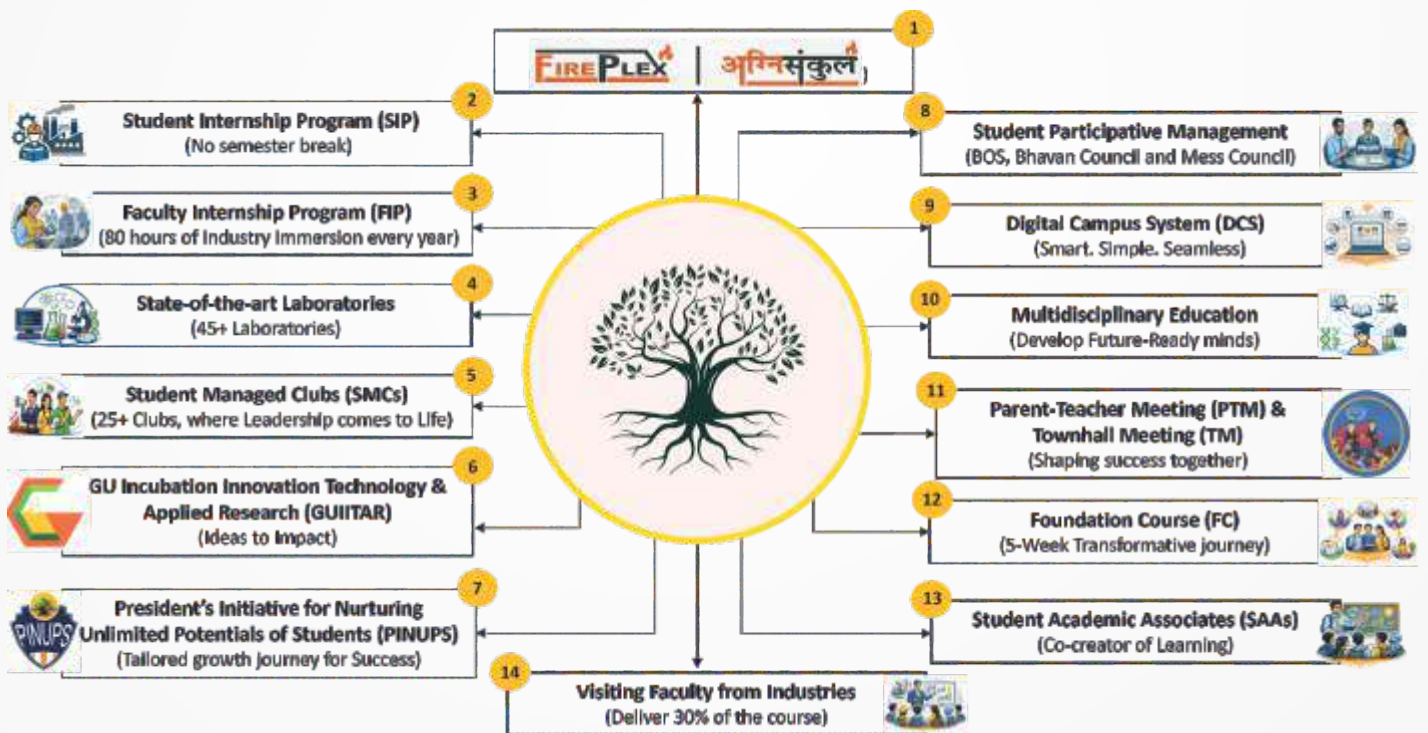 1
FIREPLEX | अग्निसंकुल
2
Student Internship Program (SIP)
(No semester break)
3
Faculty Internship Program (FIP)
(80 hours of Industry Immersion every year)
4
State-of-the-art Laboratories
(45+ Laboratories)
5
Student Managed Clubs (SMCs)
(25+ Clubs, where Leadership comes to Life)
6
GU Incubation Innovation Technology &
Applied Research (GUIITAR)
(Ideas to Impact)
7
PINUPS
President's Initiative for Nurturing
Unlimited Potentials of Students (PINUPS)
(Tailored growth journey for Success)
8
Student Participative Management
(BOS, Bhavan Council and Mess Council)
9
Digital Campus System (DCS)
(Smart. Simple. Seamless)
10
Multidisciplinary Education
(Develop Future-Ready minds)
11
Parent-Teacher Meeting (PTM) &
Townhall Meeting (TM)
(Shaping success together)
12
Foundation Course (FC)
(5-Week Transformative journey)
13
Student Academic Associates (SAAs)
(Co-creator of Learning)
14
Visiting Faculty from Industries
(Deliver 30% of the course)